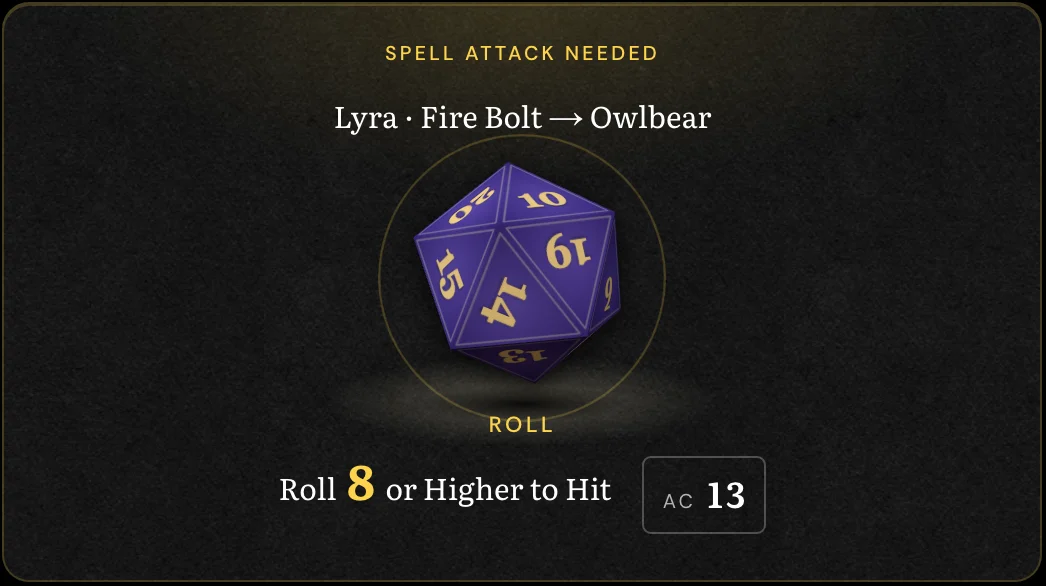 SPELL ATTACK NEEDED
Lyra · Fire Bolt → Owlbear
20 10
15 19
14 9
13
ROLL
Roll 8 or Higher to Hit AC 13